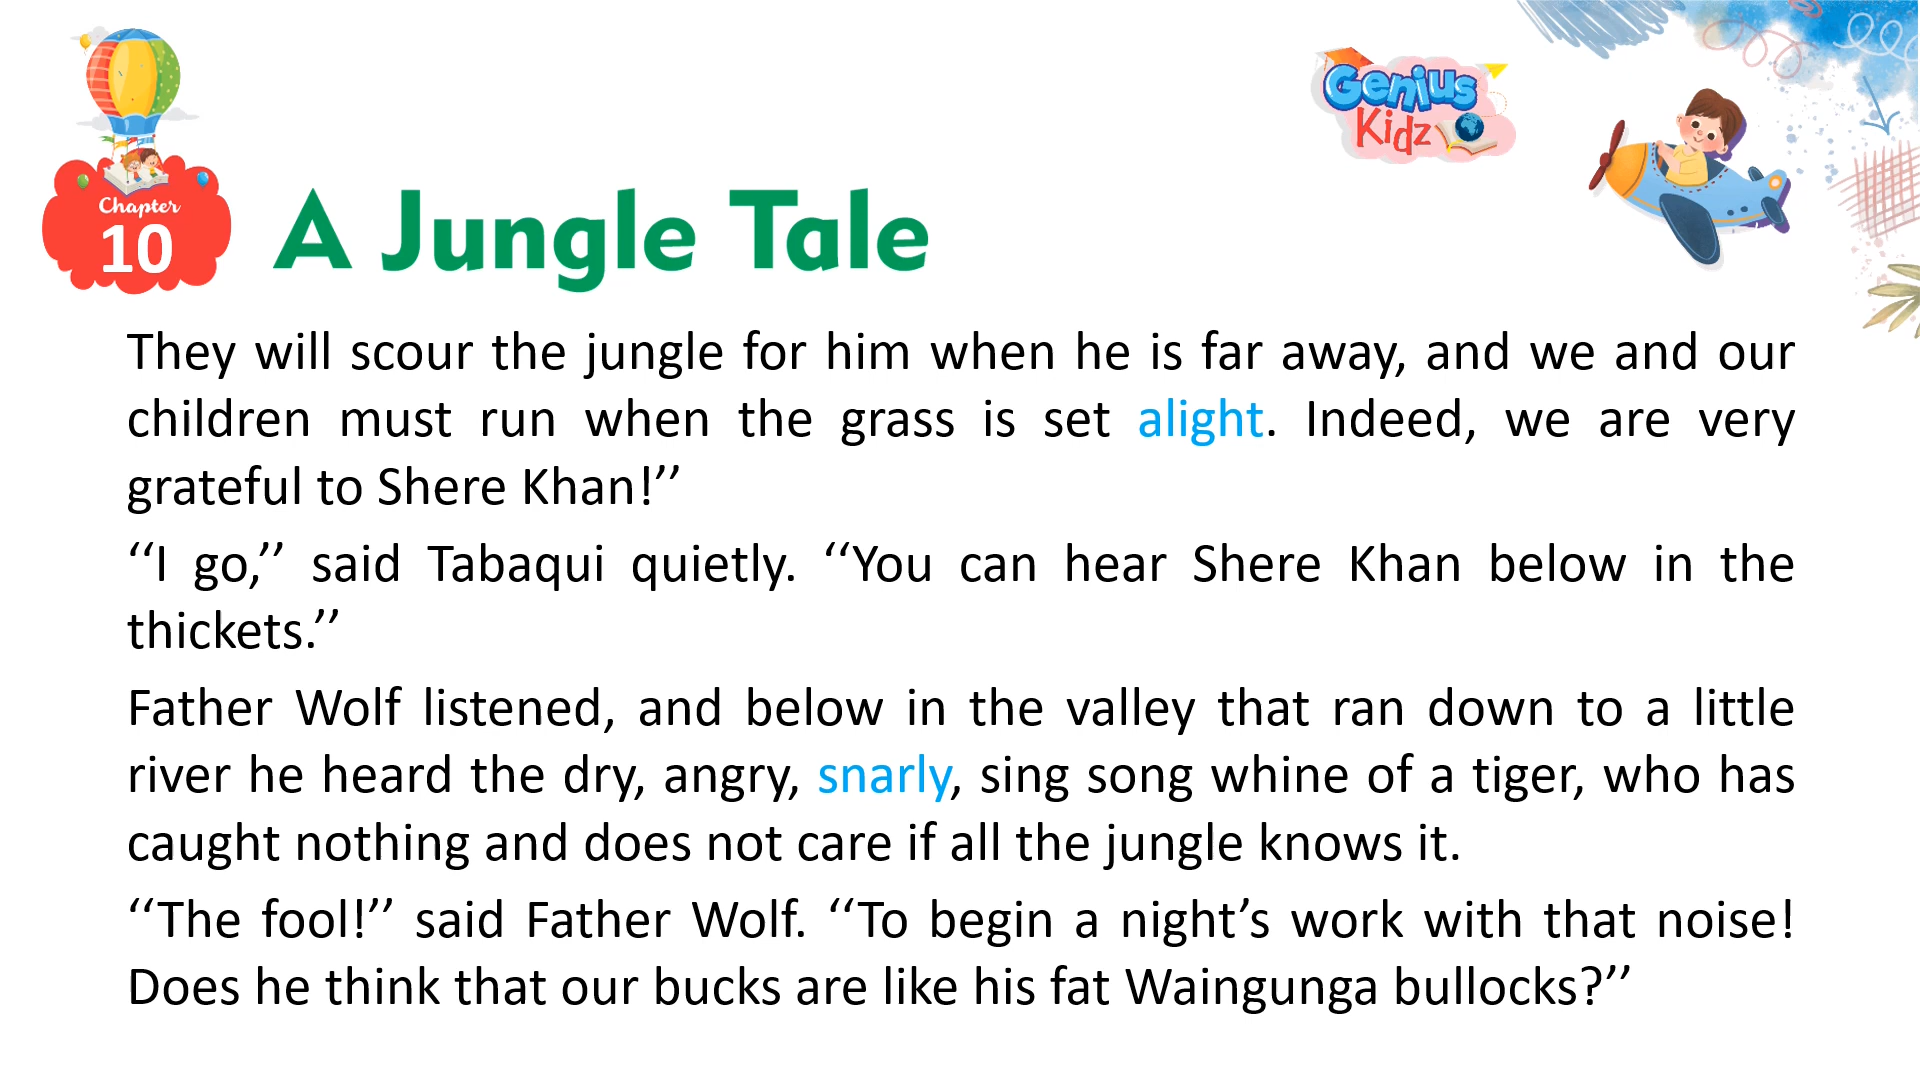 Genius
Kidz
Chapter
10
A Jungle Tale
They will scour the jungle for him when he is far away, and we and our
children must run when the grass is set alight. Indeed, we are very
grateful to Shere Khan!’’
‘‘I go,’’ said Tabaqui quietly. ‘‘You can hear Shere Khan below in the
thickets.’’
Father Wolf listened, and below in the valley that ran down to a little
river he heard the dry, angry, snarly, sing song whine of a tiger, who has
caught nothing and does not care if all the jungle knows it.
‘‘The fool!’’ said Father Wolf. ‘‘To begin a night’s work with that noise!
Does he think that our bucks are like his fat Waingunga bullocks?’’